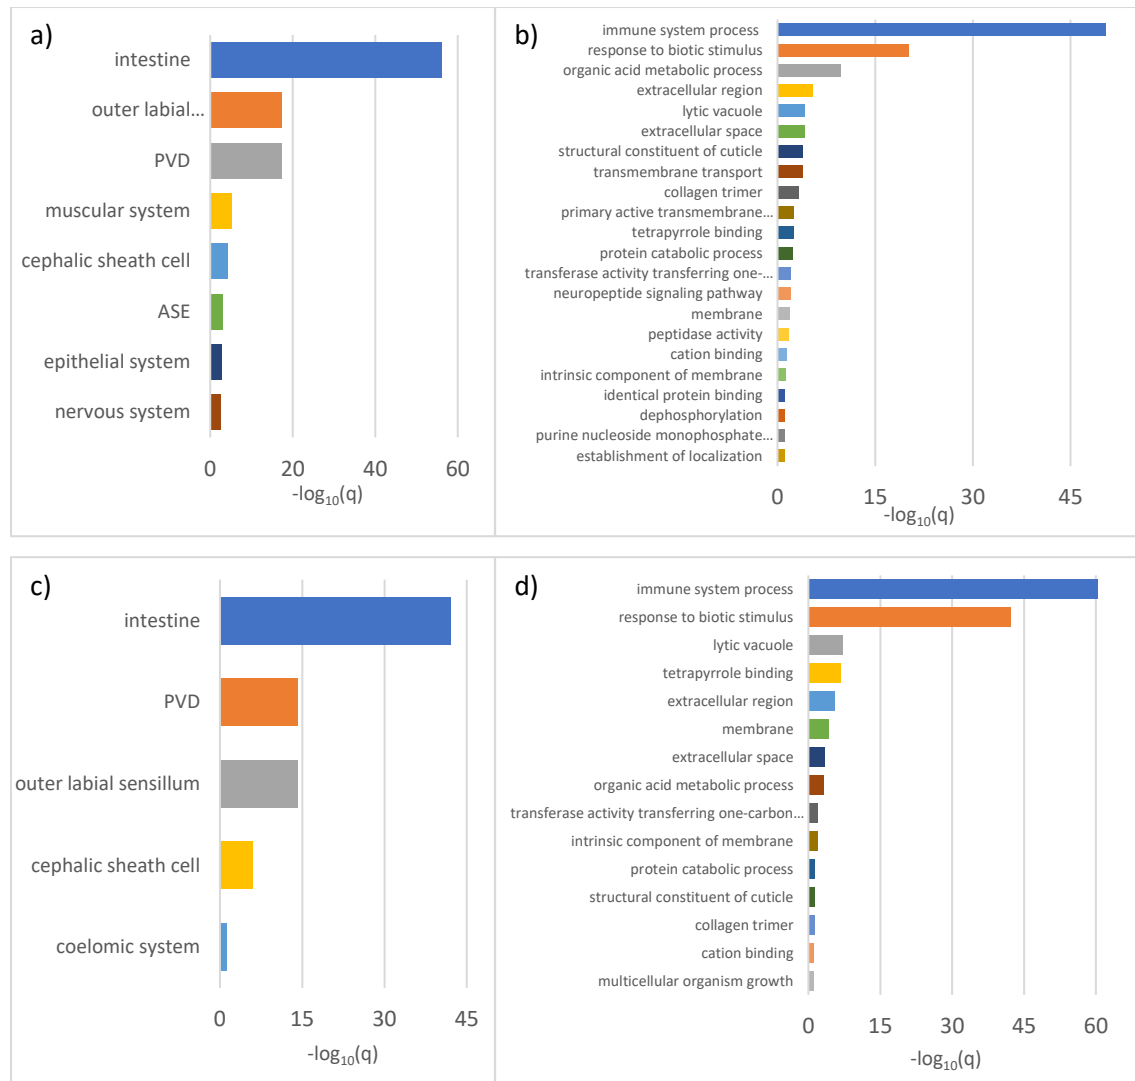 a)
intestine
outer labial...
PVD
muscular system
cephalic sheath cell
ASE
epithelial system
nervous system
0 20 40 60
-log₁₀(q)
b)
immune system process
response to biotic stimulus
organic acid metabolic process
extracellular region
lytic vacuole
extracellular space
structural constituent of cuticle
transmembrane transport
collagen trimer
primary active transmembrane...
tetrapyrrole binding
protein catabolic process
transferase activity transferring one-...
neuropeptide signaling pathway
membrane
peptidase activity
cation binding
intrinsic component of membrane
identical protein binding
dephosphorylation
purine nucleoside monophosphate...
establishment of localization
0 15 30 45
-log₁₀(q)
c)
intestine
PVD
outer labial sensillum
cephalic sheath cell
coelomic system
0 15 30 45
-log₁₀(q)
d)
immune system process
response to biotic stimulus
lytic vacuole
tetrapyrrole binding
extracellular region
membrane
extracellular space
organic acid metabolic process
transferase activity transferring one-carbon...
intrinsic component of membrane
protein catabolic process
structural constituent of cuticle
collagen trimer
cation binding
multicellular organism growth
0 15 30 45 60
-log₁₀(q)